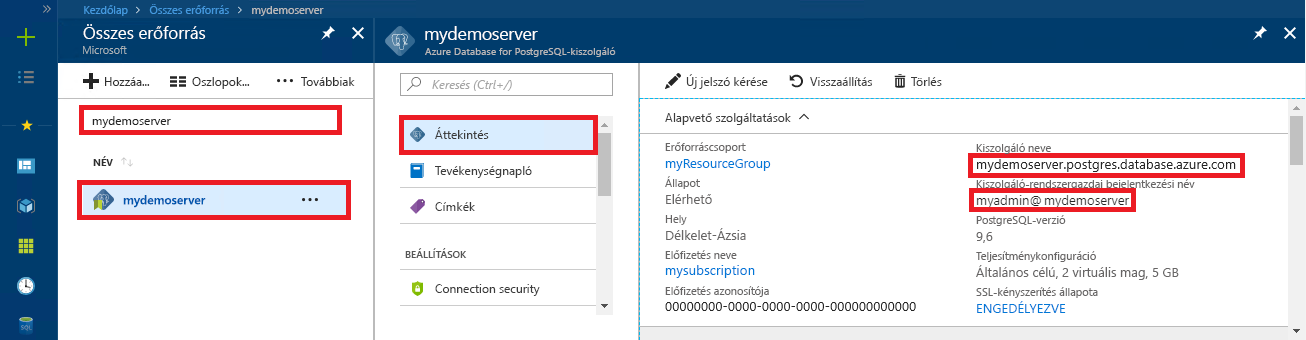 Kezdőlap > Összes erőforrás > mydemoserver
Összes erőforrás
Microsoft
Hozzáa...
Oszlopok...
Továbbiak
mydemoserver
NÉV
mydemoserver
mydemoserver
Azure Database for PostgreSQL-kiszolgáló
Keresés (Ctrl+/)
Áttekintés
Tevékenységnapló
Címkék
BEÁLLÍTÁSOK
Connection security
Új jelszó kérése
Visszaállítás
Törlés
Alapvető szolgáltatások
Erőforráscsoport
myResourceGroup
Állapot
Elérhető
Hely
Délkelet-Ázsia
Előfizetés neve
mysubscription
Előfizetés azonosítója
00000000-0000-0000-0000-000000000000
Kiszolgáló neve
mydemoserver.postgres.database.azure.com
Kiszolgáló-rendszergazdai bejelentkezési név
myadmin@ mydemoserver
PostgreSQL-verzió
9,6
Teljesítménykonfiguráció
Általános célú, 2 virtuális mag, 5 GB
SSL-kényszerítés állapota
ENGEDÉLYEZVE
SQL